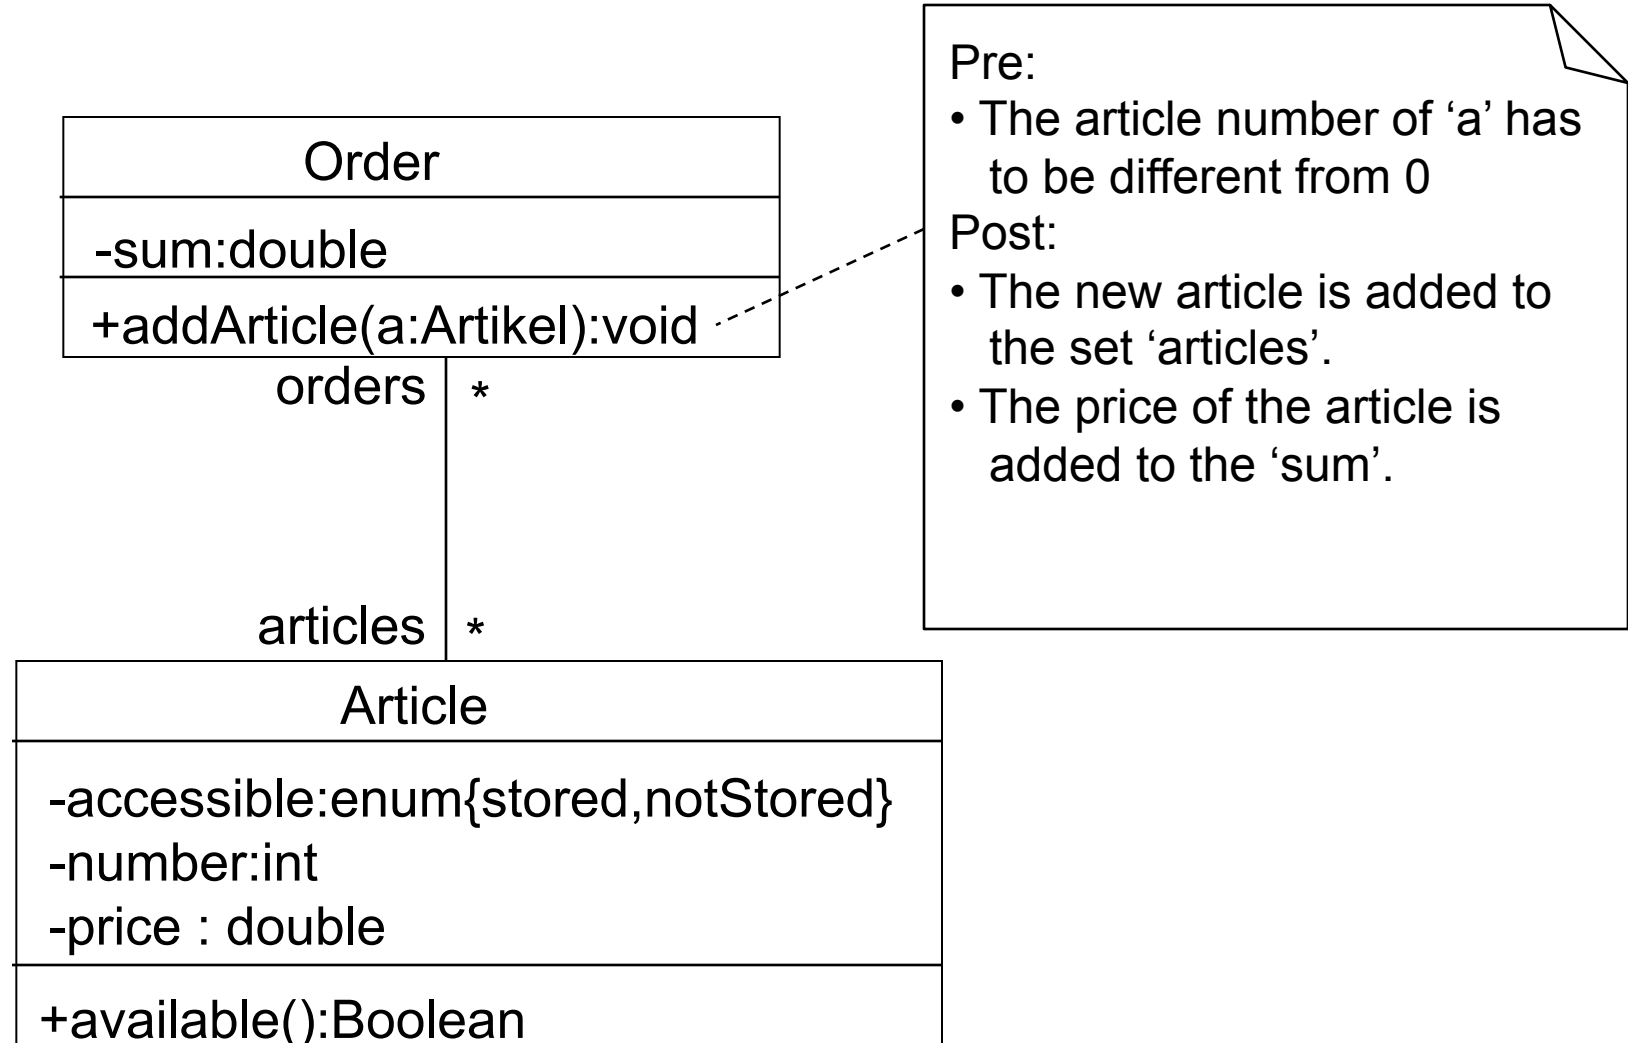 Order
-sum:double
+addArticle(a:Artikel):void
orders *
articles *
Article
-accessible:enum{stored,notStored}
-number:int
-price : double
+available():Boolean
Pre:
• The article number of ‘a’ has
to be different from 0
Post:
• The new article is added to
the set ‘articles’.
• The price of the article is
added to the ‘sum’.